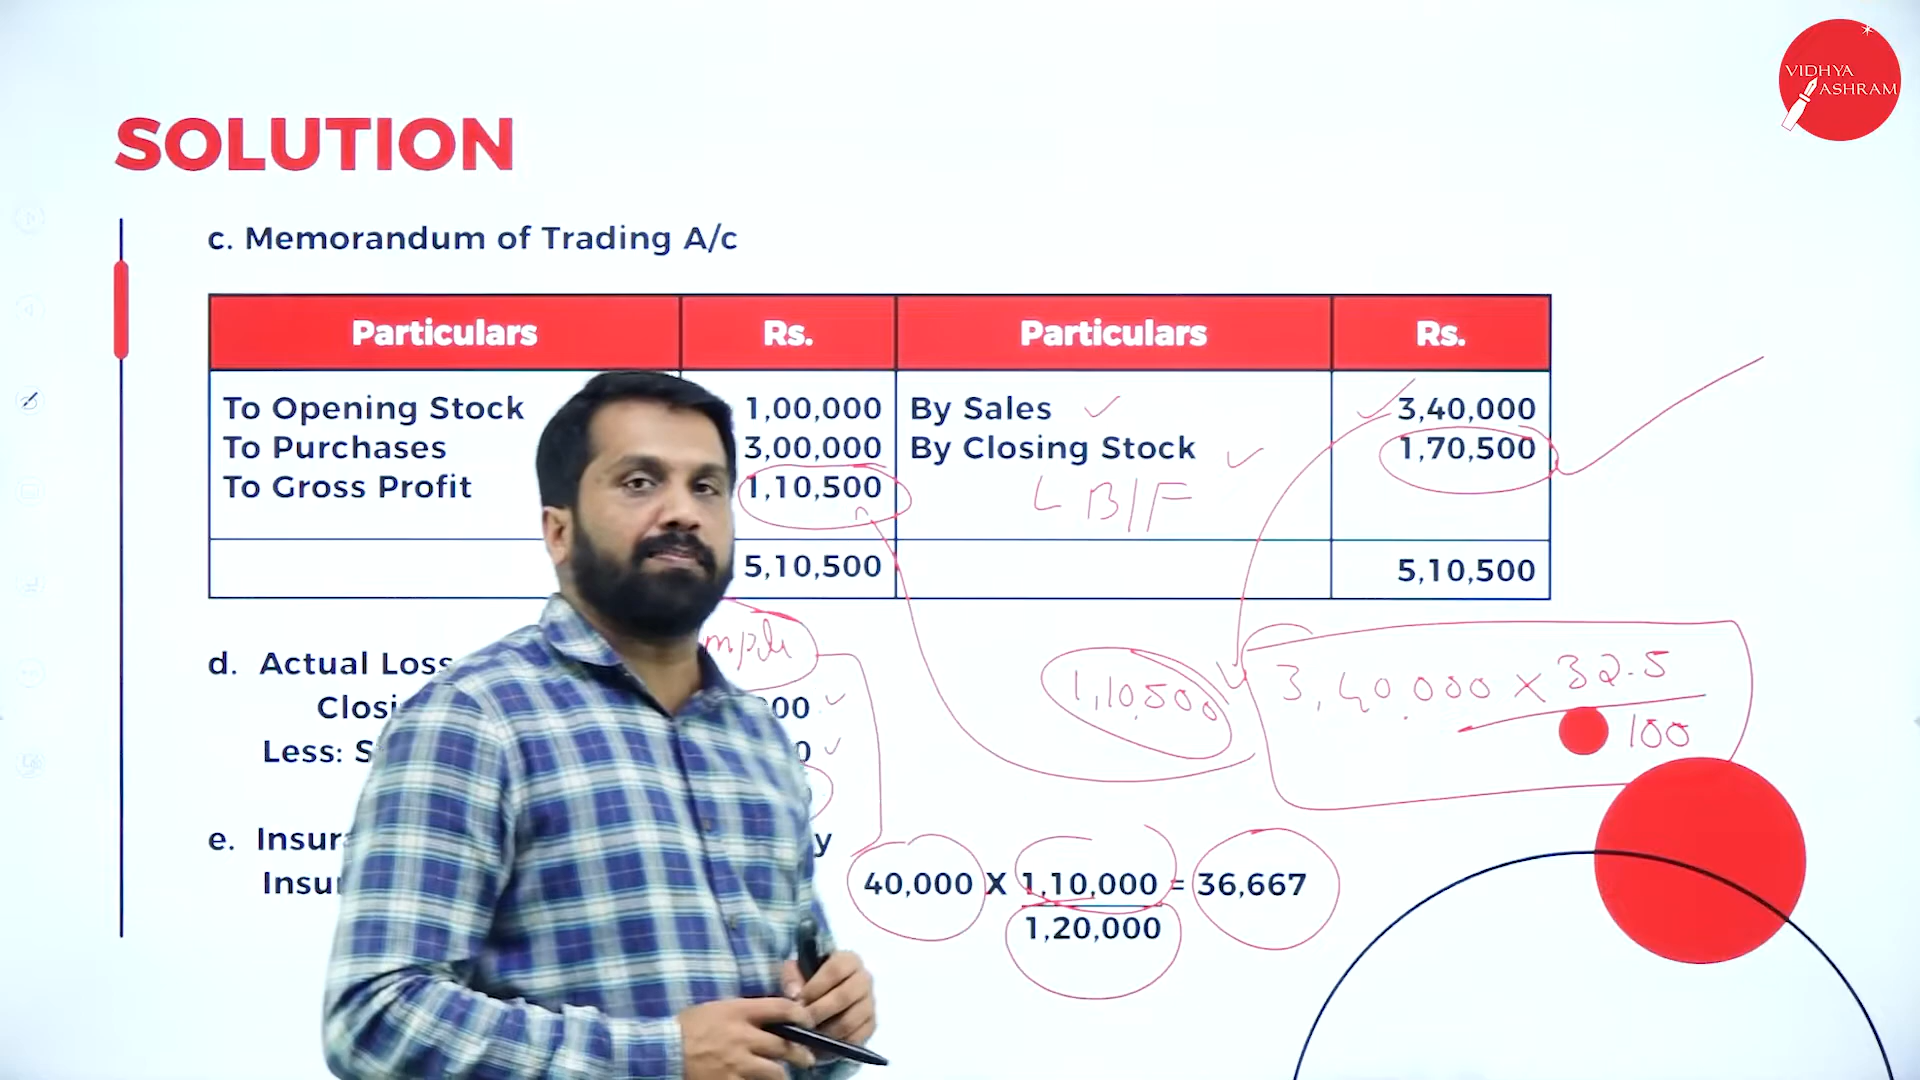 VIDHYA
ASHRAM
SOLUTION
c. Memorandum of Trading A/c
Particulars Rs. Particulars Rs.
To Opening Stock 1,00,000 By Sales 3,40,000
To Purchases 3,00,000 By Closing Stock 1,70,500
To Gross Profit 1,10,500 L B/F
5,10,500 5,10,500
d. Actual Loss
1,10,500 3,40,000 x 32.5
100
Less:
e.
40,000 X 1,10,000 = 36,667
1,20,000